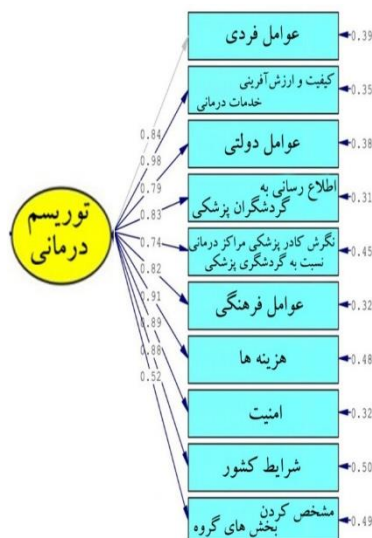 عوامل فردی
0.39
کیفیت و ارزش‌آفرینی
خدمات درمانی
0.35
عوامل دولتی
0.38
اطلاع رسانی به
گردشگران پزشکی
0.31
نگرش کادر پزشکی مراکز درمانی
نسبت به گردشگری پزشکی
0.45
عوامل فرهنگی
0.32
هزینه ها
0.48
امنیت
0.32
شرایط کشور
0.50
مشخص کردن
بخش های گروه
0.49
توریسم
درمانی
0.84
0.98
0.79
0.83
0.74
0.82
0.91
0.89
0.88
0.52